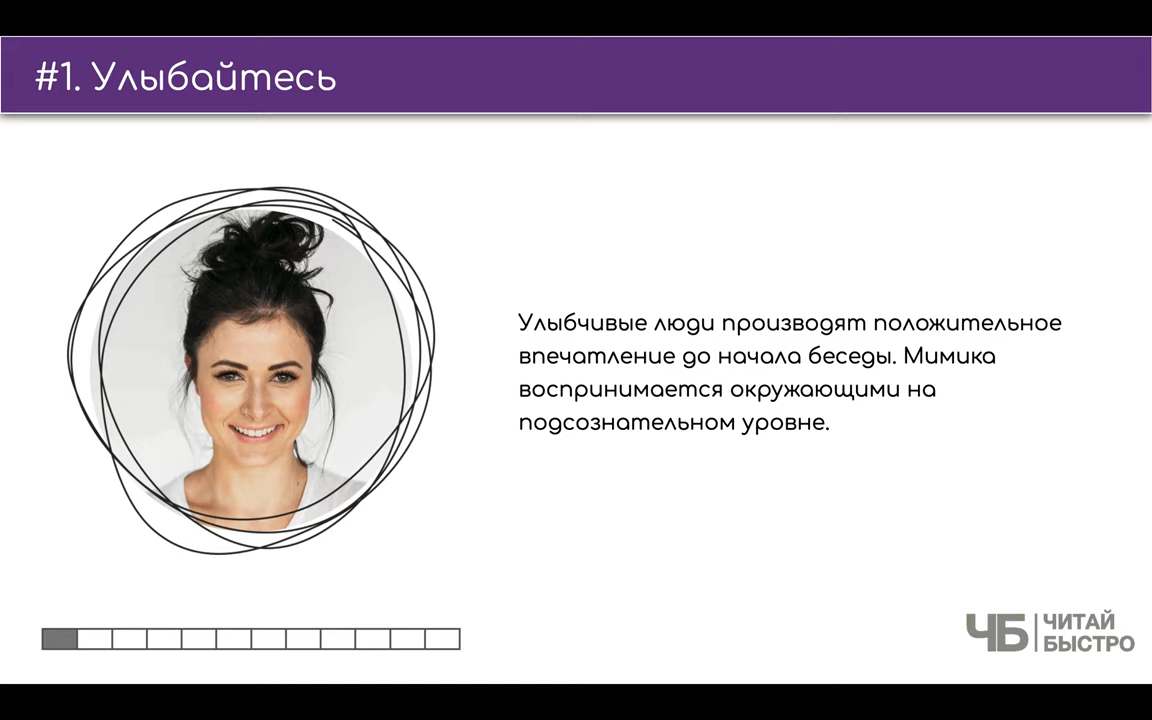 #1. Улыбайтесь
Улыбчивые люди производят положительное
впечатление до начала беседы. Мимика
воспринимается окружающими на
подсознательном уровне.
ЧБ ЧИТАЙ
БЫСТРО